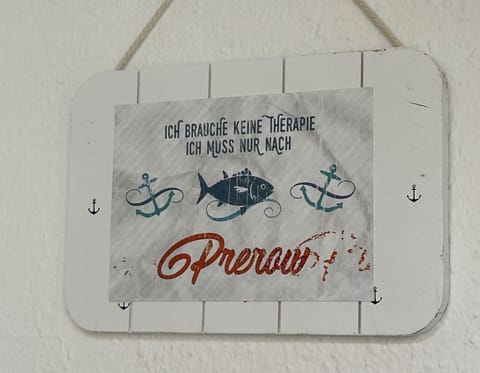 ICH BRAUCHE KEINE THERAPIE
ICH MUSS NUR NACH
Prerow